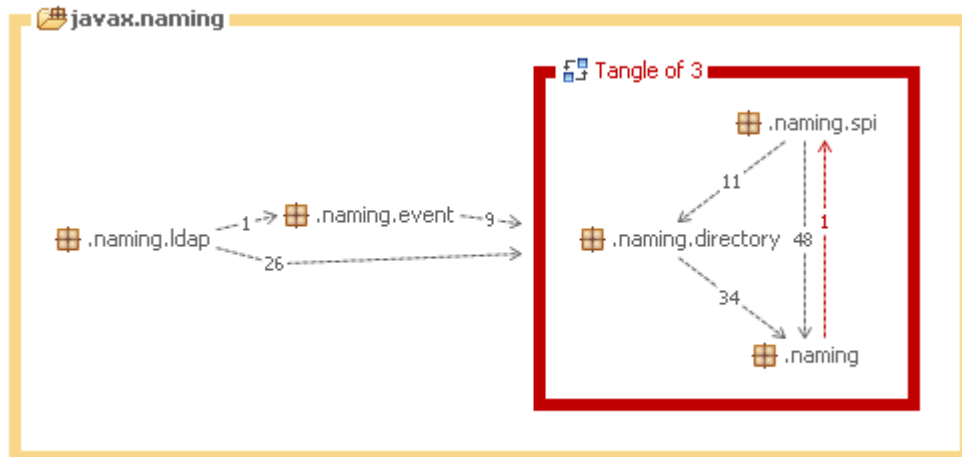 javax.naming
Tangle of 3
.naming.spi
11
1
.naming.event
9
.naming.ldap
.naming.directory
48
1
26
34
.naming